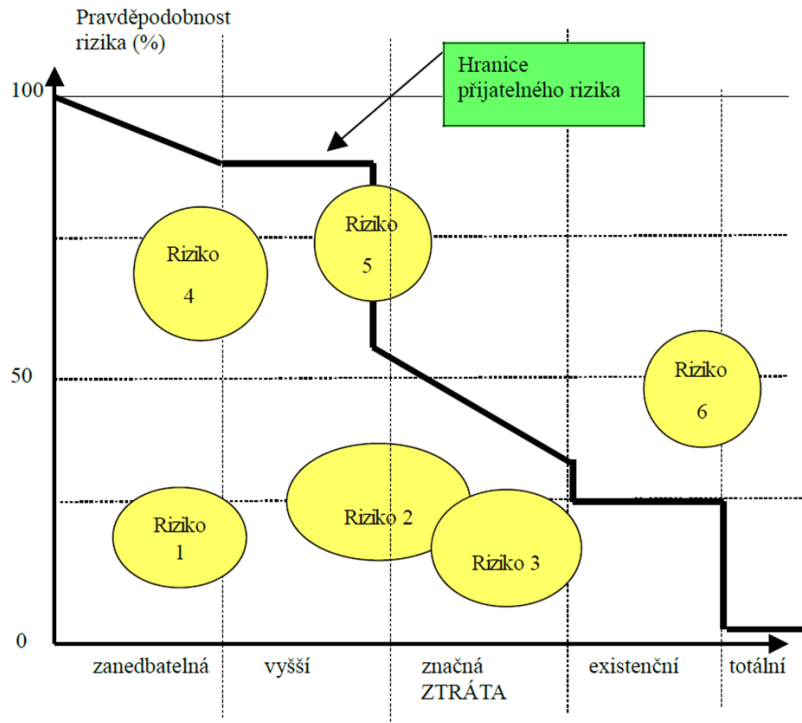 Pravděpodobnost
rizika (%)
Hranice
přijatelného rizika
100
Riziko
4
Riziko
5
50
Riziko
6
Riziko
1
Riziko 2
Riziko 3
0
zanedbatelná
vyšší
značná
existenční
totální
ZTRÁTA